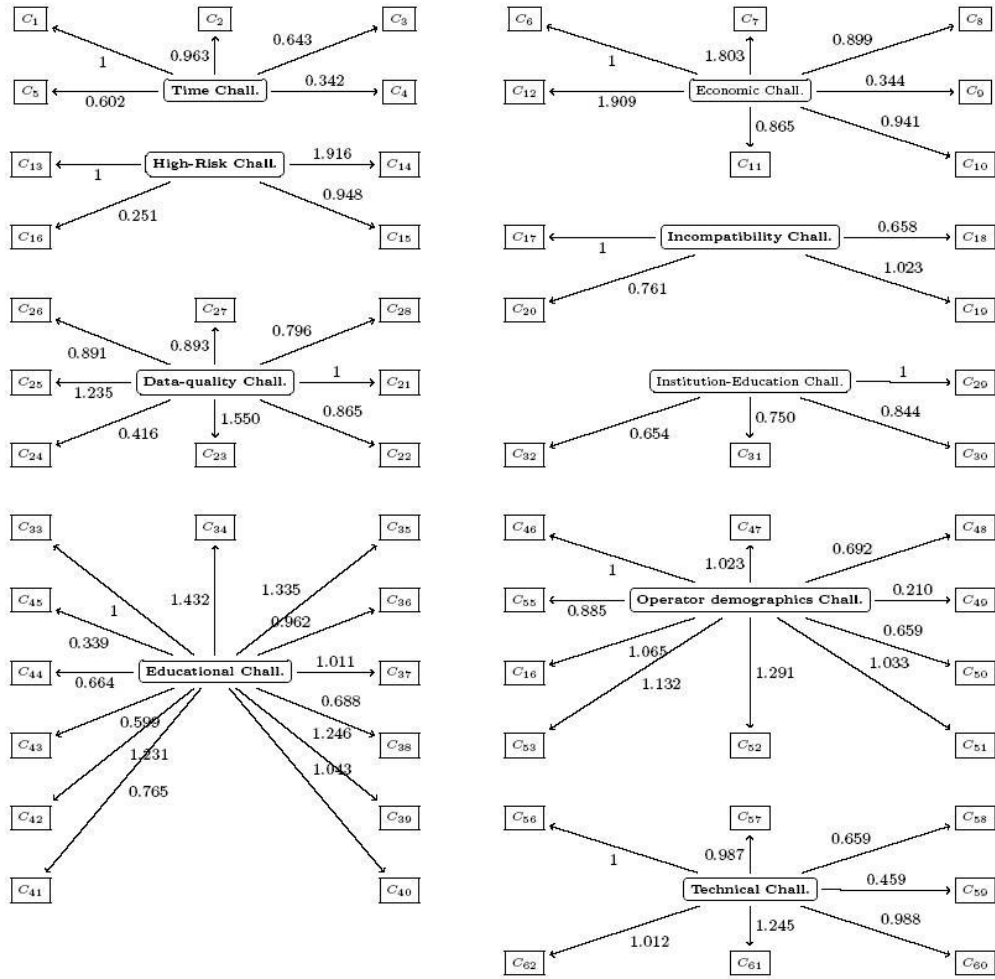 C1 C2 C3
1 0.963 0.643
C5 0.602 Time Chall. 0.342 C4
C13 1 High-Risk Chall. 1.916 C14
0.251 0.948
C16 C15
C26 C27 C28
0.891 0.893 0.796
C25 1.235 Data-quality Chall. 1 C21
0.416 1.550 0.865
C24 C23 C22
C33 C34 C35
1 1.432 1.335
C45 0.962 C36
0.339
C44 0.664 Educational Chall. 1.011 C37
0.688
C43 0.599 1.246 C38
1.231 1.043
0.765
C42 C39
C41 C40
C6 C7 C8
1 1.803 0.899
C12 1.909 Economic Chall. 0.344 C9
0.865 0.941
C11 C10
C17 1 Incompatibility Chall. 0.658 C18
0.761 1.023
C20 C19
Institution-Education Chall. 1 C29
0.654 0.750 0.844
C32 C31 C30
C46 C47 C48
1 1.023 0.692
C55 0.885 Operator demographics Chall. 0.210 C49
1.065 0.659
C16 1.132 1.291 1.033 C50
C53 C52 C51
C56 C57 C58
1 0.987 0.659
Technical Chall. 0.459 C59
1.012 1.245 0.988
C62 C61 C60